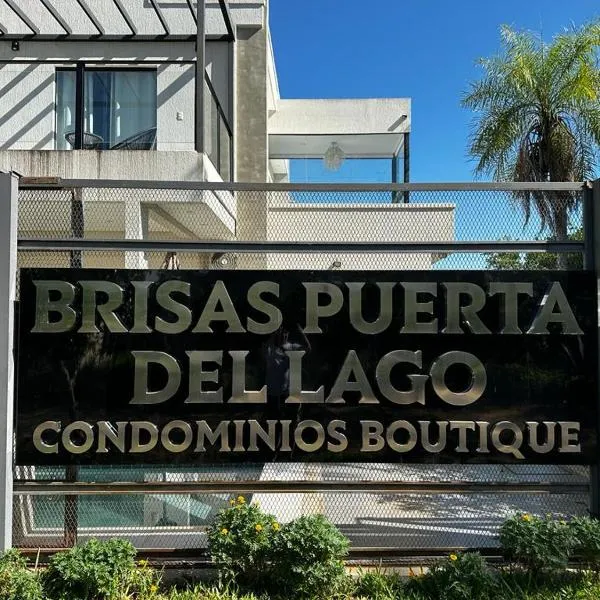 BRISAS PUERTA
DEL LAGO
CONDOMINIOS BOUTIQUE